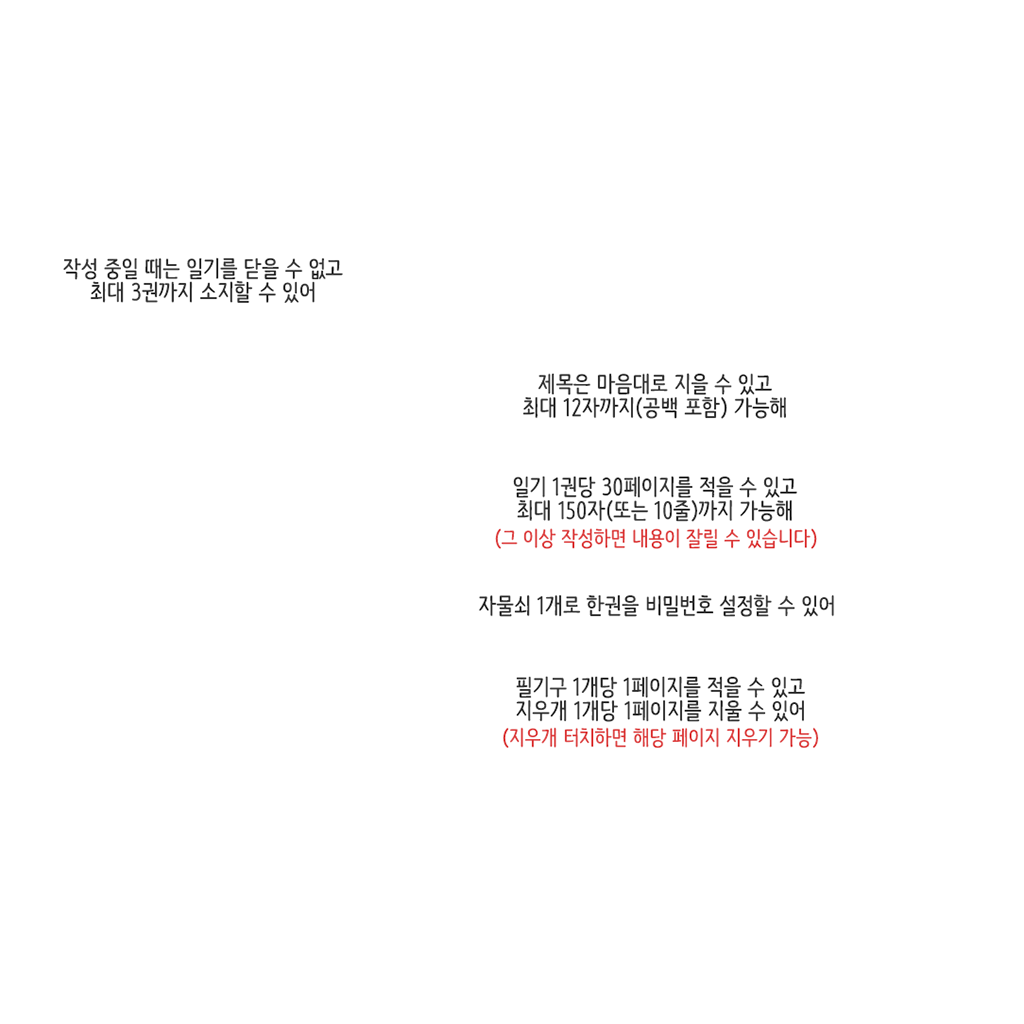 작성 중일 때는 일기를 닫을 수 없고
최대 3권까지 소지할 수 있어
제목은 마음대로 지을 수 있고
최대 12자까지(공백 포함) 가능해
일기 1권당 30페이지를 적을 수 있고
최대 150자(또는 10줄)까지 가능해
(그 이상 작성하면 내용이 잘릴 수 있습니다)
자물쇠 1개로 한권을 비밀번호 설정할 수 있어
필기구 1개당 1페이지를 적을 수 있고
지우개 1개당 1페이지를 지울 수 있어
(지우개 터치하면 해당 페이지 지우기 가능)